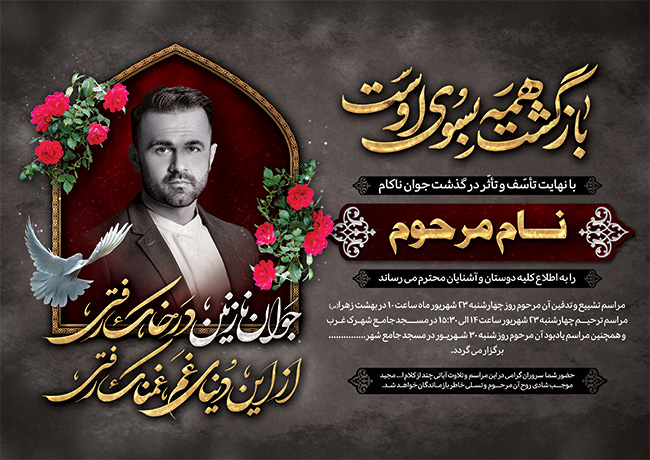 بازگشت همه بسوی اوست
با نهایت تأسف و تأثر در گذشت جوان ناکام
نام مرحوم
را به اطلاع کلیه دوستان و آشنایان محترم می رساند
مراسم تشییع و تدفین آن مرحوم روز چهارشنبه ۲۳ شهریور ماه ساعت ۱۰ در بهشت زهرا(س)
مراسم ترحیم چهارشنبه ۲۳ شهریور ساعت ۱۴ الی ۱۵:۳۰ در مسجد جامع شهرک غرب
و همچنین مراسم یادبود آن مرحوم روز شنبه ۳۰ شهریور در مسجد جامع شهر................
برگزار می گردد.
حضور شما سروران گرامی در این مراسم و تلاوت آیاتی چند از کلام ا... مجید
موجب شادی روح آن مرحوم و تسلی خاطر بازماندگان خواهد شد.
جوان نازنین در خاک رفتی
از این دنیای غم غمناک رفتی